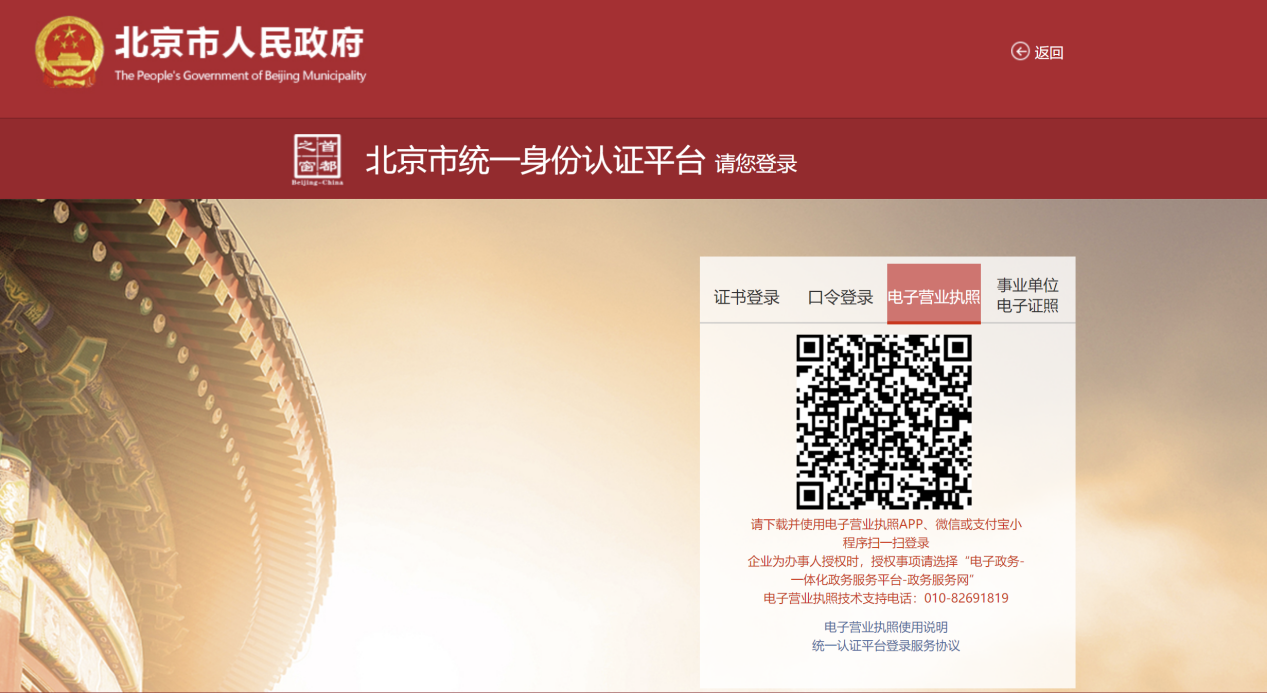 北京市人民政府
The People's Government of Beijing Municipality
返回
首都之窗
Beijing-China
北京市统一身份认证平台 请您登录
证书登录 口令登录 电子营业执照 事业单位
电子证照
请下载并使用电子营业执照APP、微信或支付宝小
程序扫一扫登录
企业为办事人授权时，授权事项请选择“电子政务-
一体化政务服务平台-政务服务网”
电子营业执照技术支持电话：010-82691819
电子营业执照使用说明
统一认证平台登录服务协议